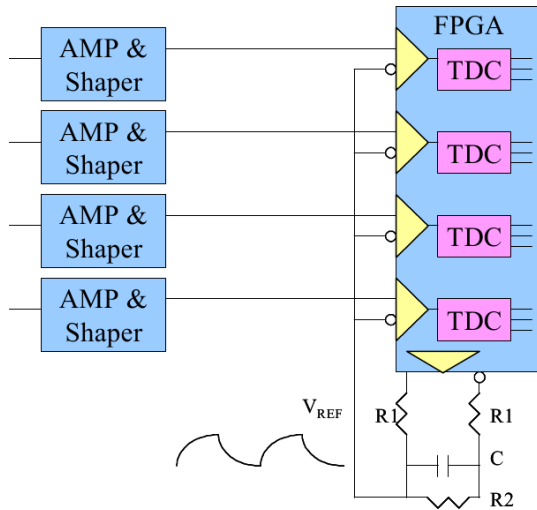 FPGA
AMP &
Shaper
TDC
AMP &
Shaper
TDC
AMP &
Shaper
TDC
AMP &
Shaper
TDC
VREF
R1
R1
C
R2